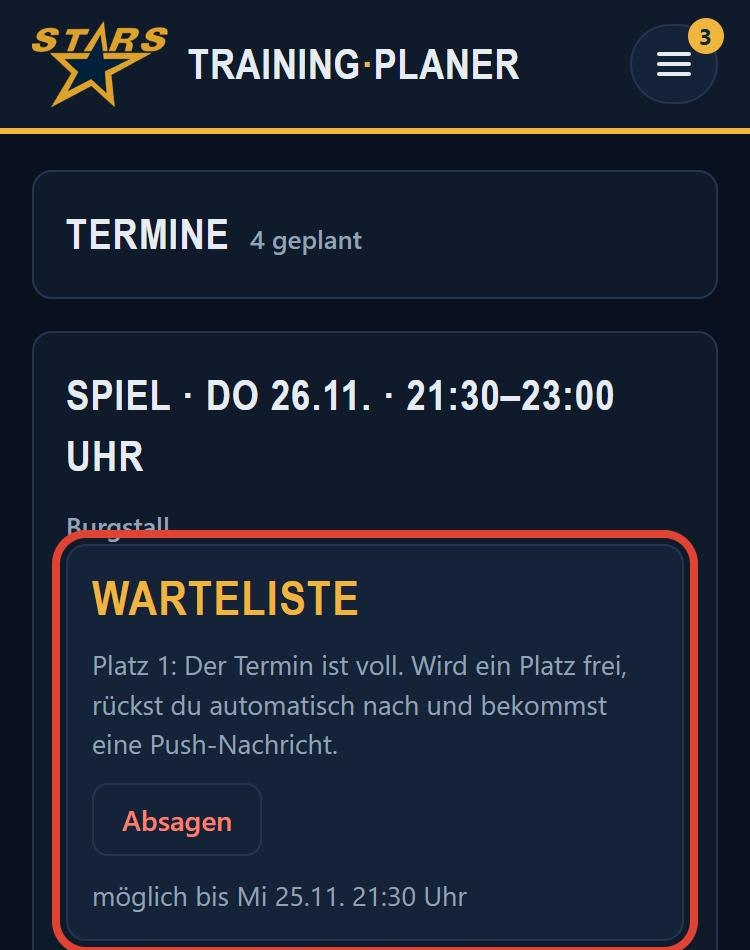 STARS
TRAINING·PLANER
3
TERMINE 4 geplant
SPIEL · DO 26.11. · 21:30–23:00
UHR
Burgstall
WARTELISTE
Platz 1: Der Termin ist voll. Wird ein Platz frei,
rückst du automatisch nach und bekommst
eine Push-Nachricht.
Absagen
möglich bis Mi 25.11. 21:30 Uhr